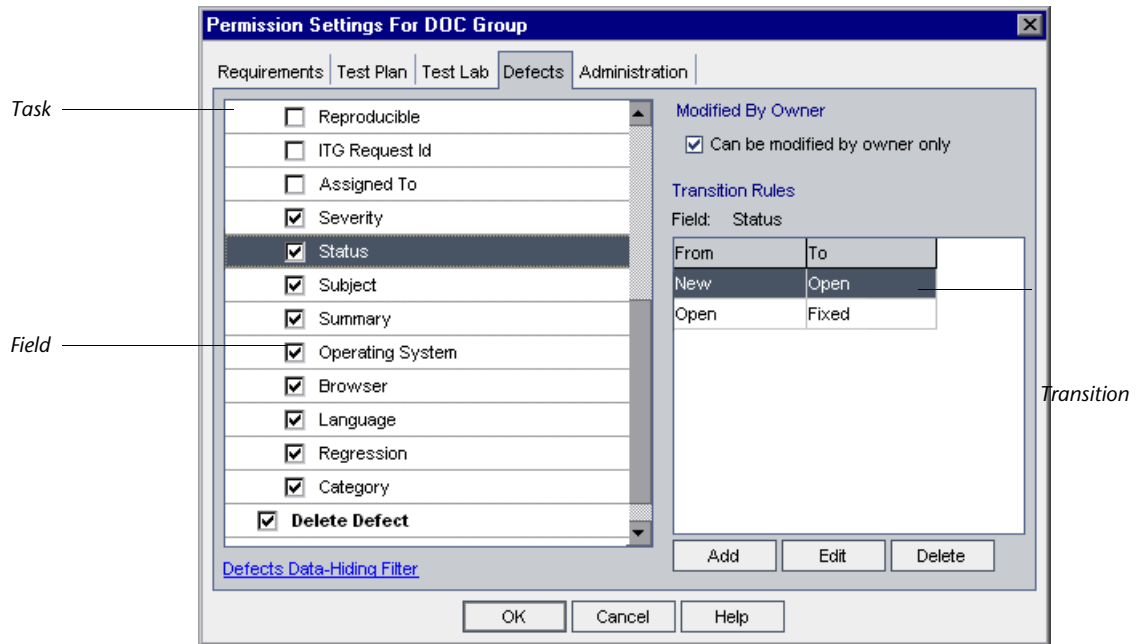 Permission Settings For DOC Group
Requirements Test Plan Test Lab Defects Administration
Task
Reproducible
ITG Request Id
Assigned To
Severity
Status
Subject
Summary
Field
Operating System
Browser
Language
Regression
Category
Delete Defect
Defects Data-Hiding Filter
Modified By Owner
Can be modified by owner only
Transition Rules
Field: Status
From To
New Open
Open Fixed
Transition
Add Edit Delete
OK Cancel Help